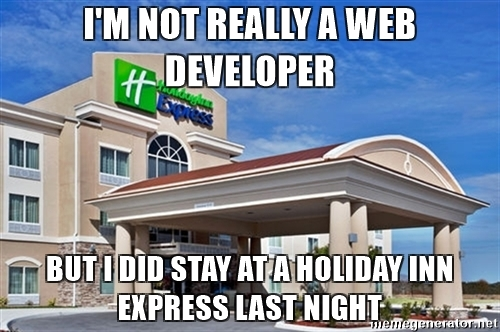 I'M NOT REALLY A WEB
DEVELOPER
H Holiday Inn
Express
BUT I DID STAY AT A HOLIDAY INN
EXPRESS LAST NIGHT
memegenerator.net